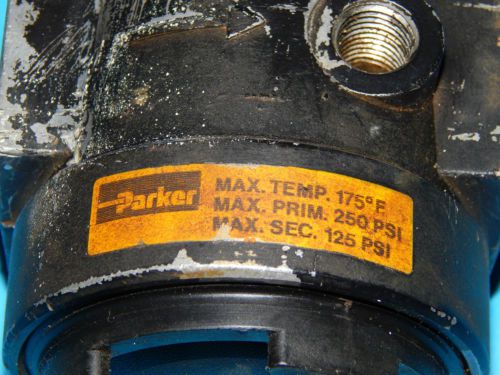 Parker
MAX. TEMP. 175°F
MAX. PRIM. 250 PSI
MAX. SEC. 125 PSI